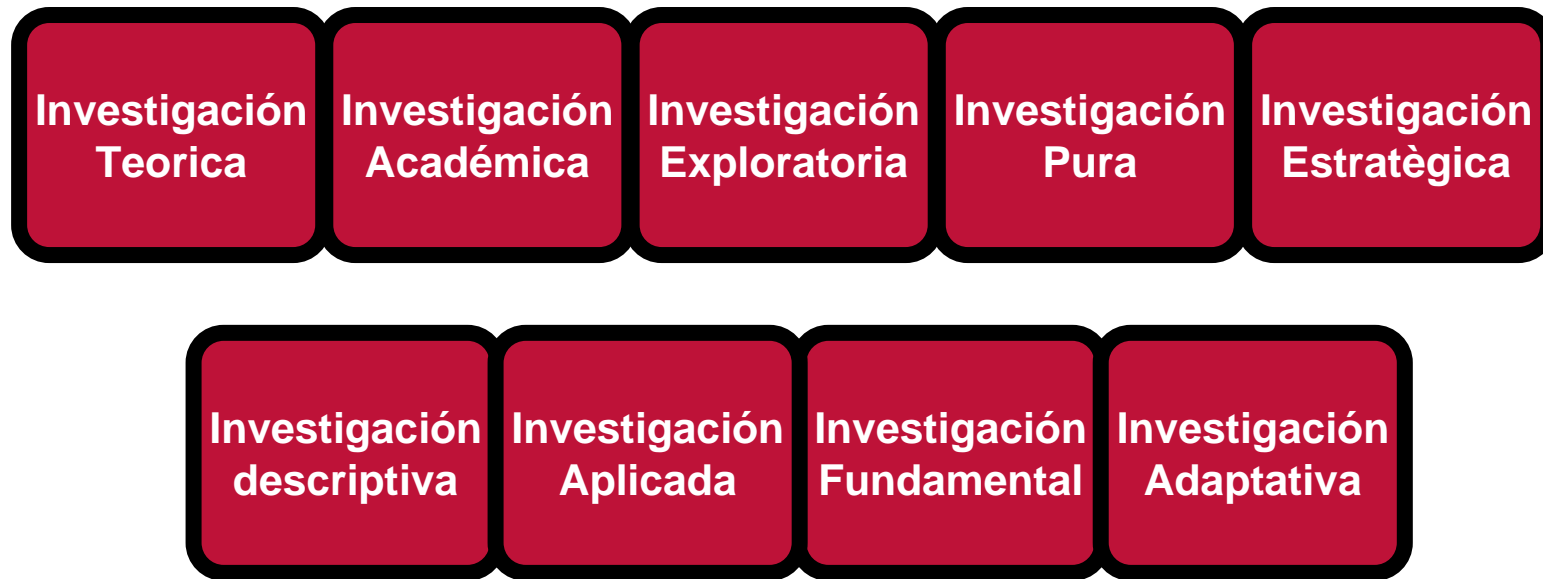 Investigación Investigación Investigación Investigación Investigación
Teorica Académica Exploratoria Pura Estratègica
Investigación Investigación Investigación Investigación
descriptiva Aplicada Fundamental Adaptativa